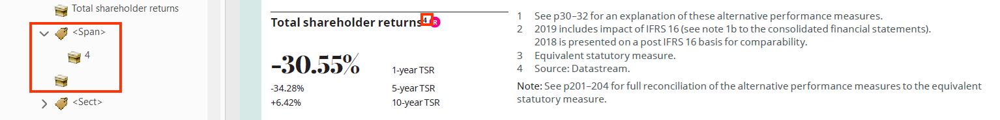 Total shareholder returns
<Span>
4
<Sect>
Total shareholder returns4 R
-30.55% 1-year TSR
-34.28% 5-year TSR
+6.42% 10-year TSR
1 See p30–32 for an explanation of these alternative performance measures.
2 2019 includes impact of IFRS 16 (see note 1b to the consolidated financial statements).
2018 is presented on a post IFRS 16 basis for comparability.
3 Equivalent statutory measure.
4 Source: Datastream.
Note: See p201–204 for full reconciliation of the alternative performance measures to the equivalent
statutory measure.